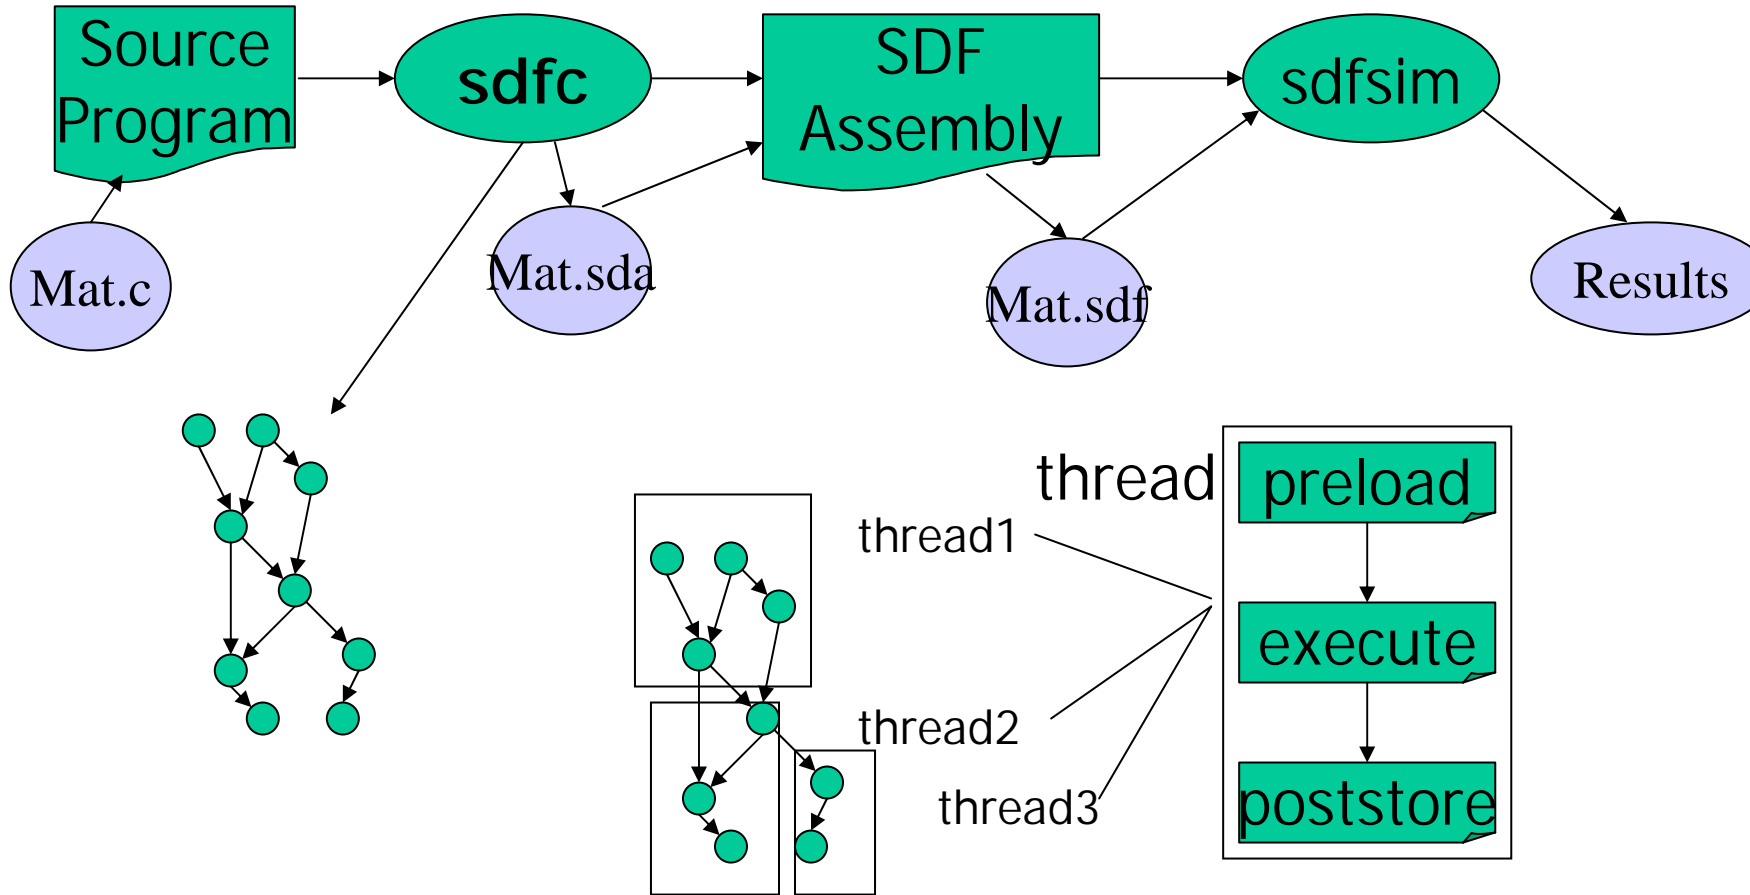 Source
Program
sdfc
SDF
Assembly
sdfsim
Mat.c
Mat.sda
Mat.sdf
Results
thread
thread1
thread2
thread3
preload
execute
poststore